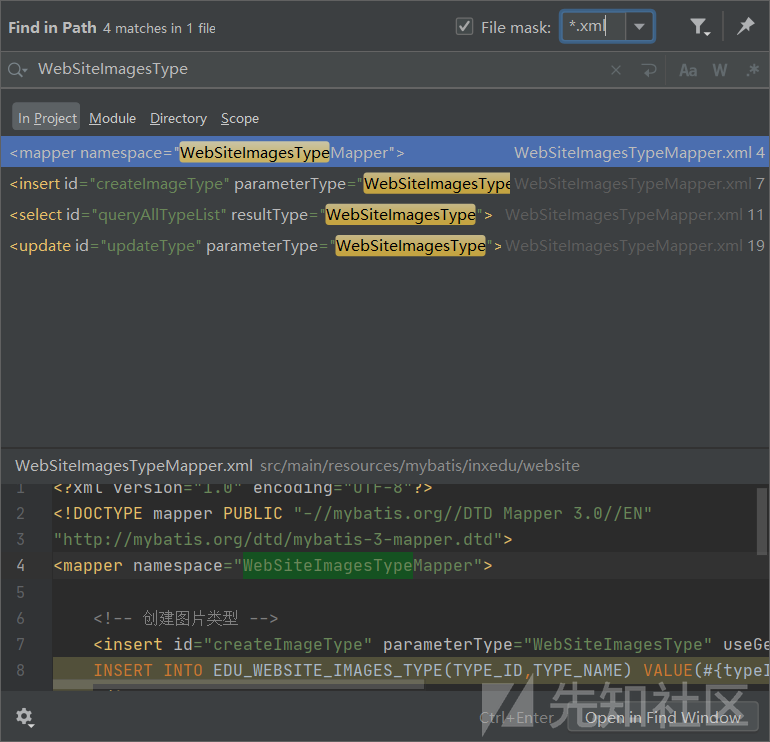 Find in Path 4 matches in 1 file File mask: *.xml
WebSiteImagesType Aa W .*
In Project Module Directory Scope
<mapper namespace="WebSiteImagesTypeMapper"> WebSiteImagesTypeMapper.xml 4
<insert id="createImageType" parameterType="WebSiteImagesType WebSiteImagesTypeMapper.xml 7
<select id="queryAllTypeList" resultType="WebSiteImagesType"> WebSiteImagesTypeMapper.xml 11
<update id="updateType" parameterType="WebSiteImagesType"> WebSiteImagesTypeMapper.xml 19
WebSiteImagesTypeMapper.xml src/main/resources/mybatis/inxedu/website
1 <?xml version="1.0" encoding="UTF-8"?>
2 <!DOCTYPE mapper PUBLIC "-//mybatis.org//DTD Mapper 3.0//EN"
3 "http://mybatis.org/dtd/mybatis-3-mapper.dtd">
4 <mapper namespace="WebSiteImagesTypeMapper">
5
6 <!-- 创建图片类型 -->
7 <insert id="createImageType" parameterType="WebSiteImagesType" useGe
8 INSERT INTO EDU_WEBSITE_IMAGES_TYPE(TYPE_ID,TYPE_NAME) VALUE(#{typeI
Ctrl+Enter Open in Find Window
先知社区